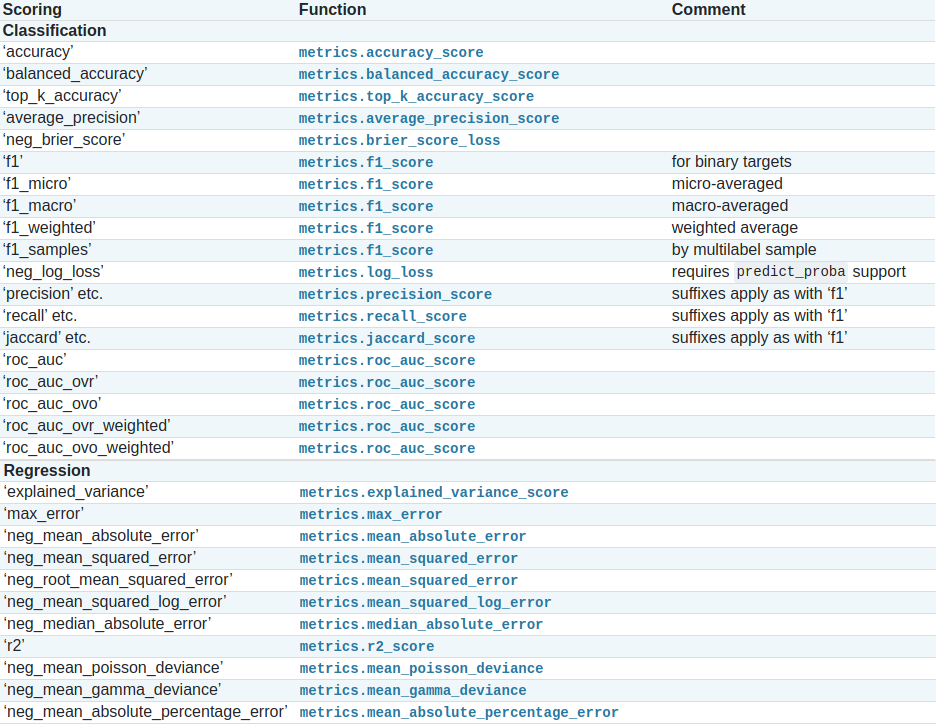 Scoring Function Comment
Classification
‘accuracy’ metrics.accuracy_score
‘balanced_accuracy’ metrics.balanced_accuracy_score
‘top_k_accuracy’ metrics.top_k_accuracy_score
‘average_precision’ metrics.average_precision_score
‘neg_brier_score’ metrics.brier_score_loss
‘f1’ metrics.f1_score for binary targets
‘f1_micro’ metrics.f1_score micro-averaged
‘f1_macro’ metrics.f1_score macro-averaged
‘f1_weighted’ metrics.f1_score weighted average
‘f1_samples’ metrics.f1_score by multilabel sample
‘neg_log_loss’ metrics.log_loss requires predict_proba support
‘precision’ etc. metrics.precision_score suffixes apply as with ‘f1’
‘recall’ etc. metrics.recall_score suffixes apply as with ‘f1’
‘jaccard’ etc. metrics.jaccard_score suffixes apply as with ‘f1’
‘roc_auc’ metrics.roc_auc_score
‘roc_auc_ovr’ metrics.roc_auc_score
‘roc_auc_ovo’ metrics.roc_auc_score
‘roc_auc_ovr_weighted’ metrics.roc_auc_score
‘roc_auc_ovo_weighted’ metrics.roc_auc_score
Regression
‘explained_variance’ metrics.explained_variance_score
‘max_error’ metrics.max_error
‘neg_mean_absolute_error’ metrics.mean_absolute_error
‘neg_mean_squared_error’ metrics.mean_squared_error
‘neg_root_mean_squared_error’ metrics.mean_squared_error
‘neg_mean_squared_log_error’ metrics.mean_squared_log_error
‘neg_median_absolute_error’ metrics.median_absolute_error
‘r2’ metrics.r2_score
‘neg_mean_poisson_deviance’ metrics.mean_poisson_deviance
‘neg_mean_gamma_deviance’ metrics.mean_gamma_deviance
‘neg_mean_absolute_percentage_error’ metrics.mean_absolute_percentage_error